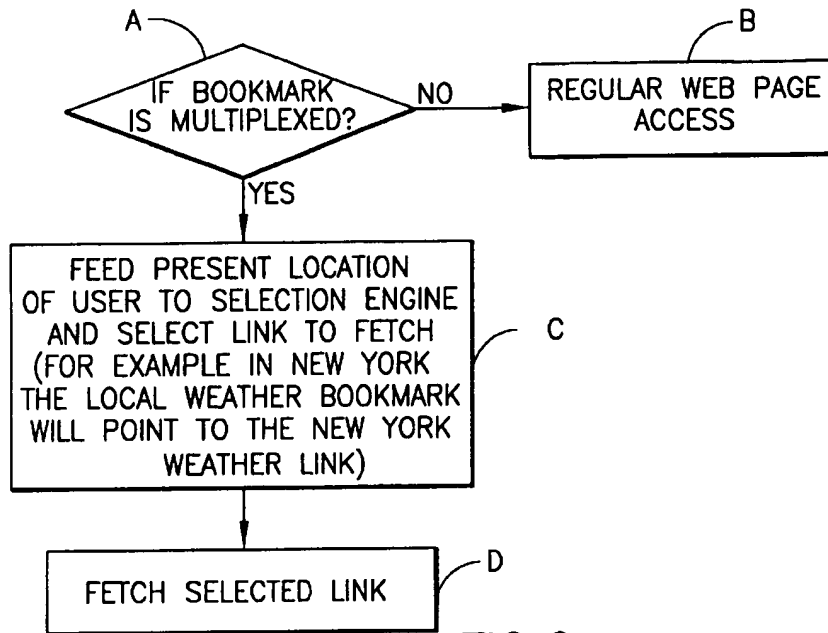 A
B
IF BOOKMARK
IS MULTIPLEXED?
NO
REGULAR WEB PAGE
ACCESS
YES
FEED PRESENT LOCATION
OF USER TO SELECTION ENGINE
AND SELECT LINK TO FETCH
(FOR EXAMPLE IN NEW YORK
THE LOCAL WEATHER BOOKMARK
WILL POINT TO THE NEW YORK
WEATHER LINK)
C
FETCH SELECTED LINK
D